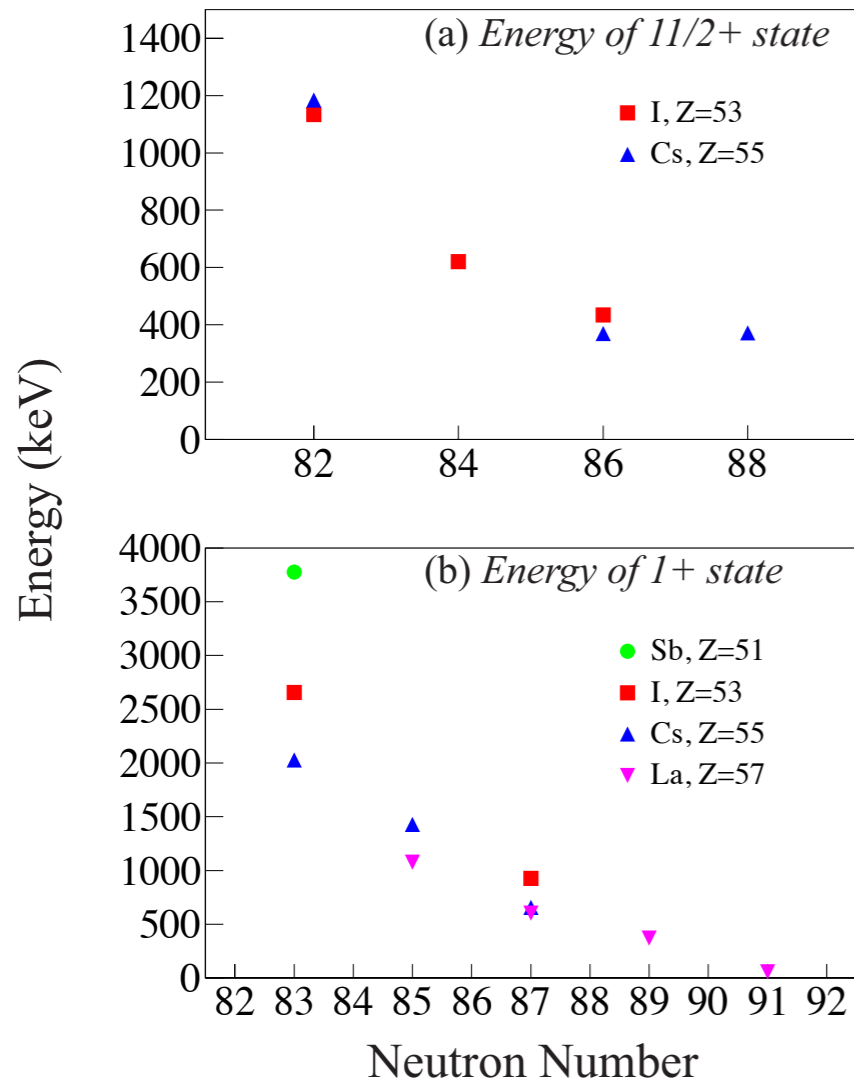 (a) Energy of 11/2+ state
1400
1200
1000
800
600
400
200
0
I, Z=53
Cs, Z=55
82 84 86 88
Energy (keV)
(b) Energy of 1+ state
4000
3500
3000
2500
2000
1500
1000
500
0
Sb, Z=51
I, Z=53
Cs, Z=55
La, Z=57
82 83 84 85 86 87 88 89 90 91 92
Neutron Number